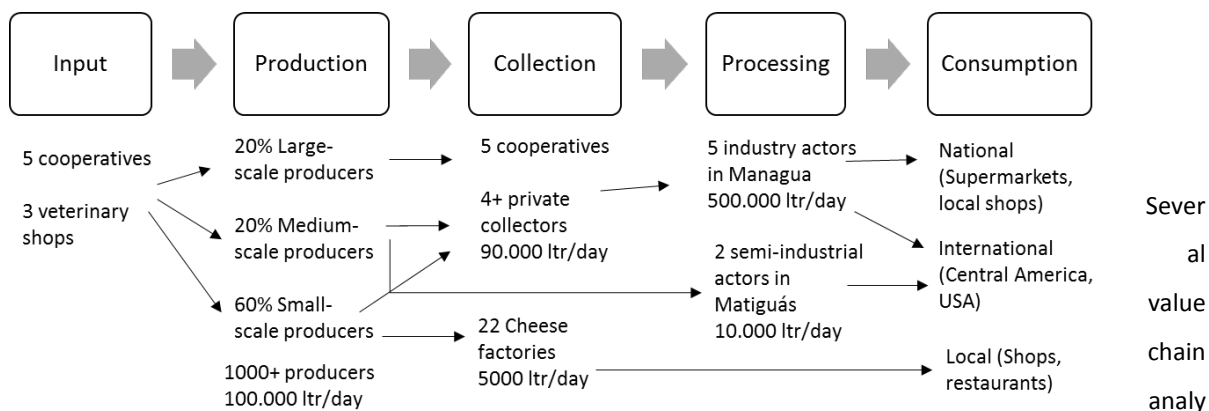 Input
Production
Collection
Processing
Consumption
5 cooperatives
3 veterinary
shops
20% Large-
scale producers
20% Medium-
scale producers
60% Small-
scale producers
1000+ producers
100.000 ltr/day
5 cooperatives
4+ private
collectors
90.000 ltr/day
22 Cheese
factories
5000 ltr/day
5 industry actors
in Managua
500.000 ltr/day
2 semi-industrial
actors in
Matiguás
10.000 ltr/day
National
(Supermarkets,
local shops)
International
(Central America,
USA)
Local (Shops,
restaurants)
Sever
al
value
chain
analy